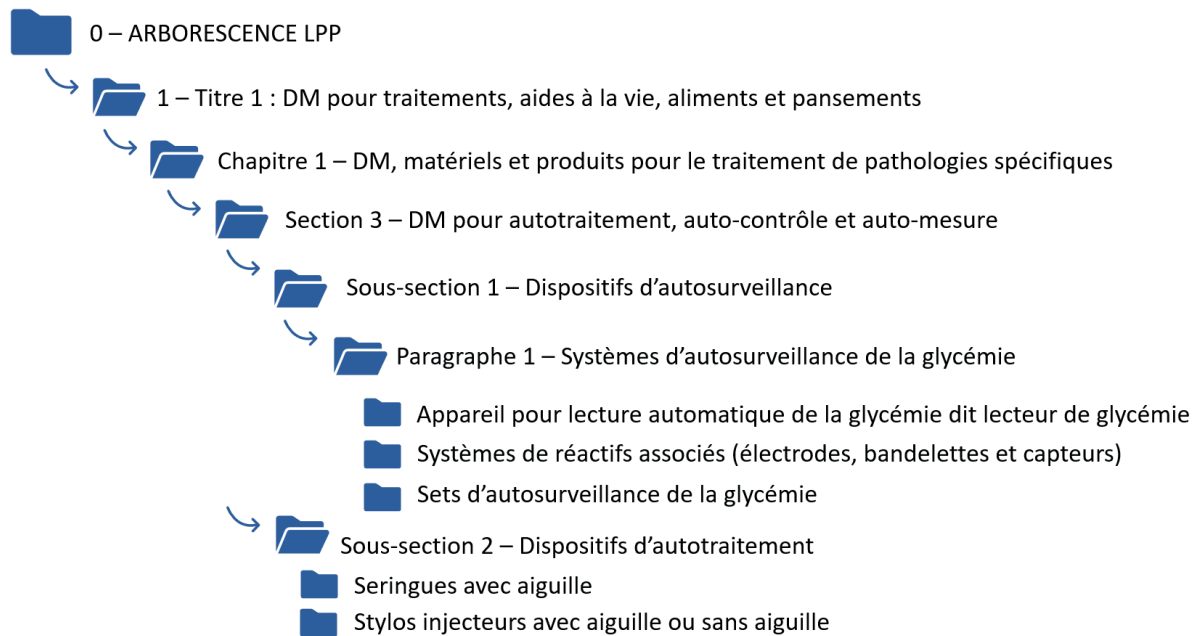 0 – ARBORESCENCE LPP
1 – Titre 1 : DM pour traitements, aides à la vie, aliments et pansements
Chapitre 1 – DM, matériels et produits pour le traitement de pathologies spécifiques
Section 3 – DM pour autotraitement, auto-contrôle et auto-mesure
Sous-section 1 – Dispositifs d’autosurveillance
Paragraphe 1 – Systèmes d’autosurveillance de la glycémie
Appareil pour lecture automatique de la glycémie dit lecteur de glycémie
Systèmes de réactifs associés (électrodes, bandelettes et capteurs)
Sets d’autosurveillance de la glycémie
Sous-section 2 – Dispositifs d’autotraitement
Seringues avec aiguille
Stylos injecteurs avec aiguille ou sans aiguille